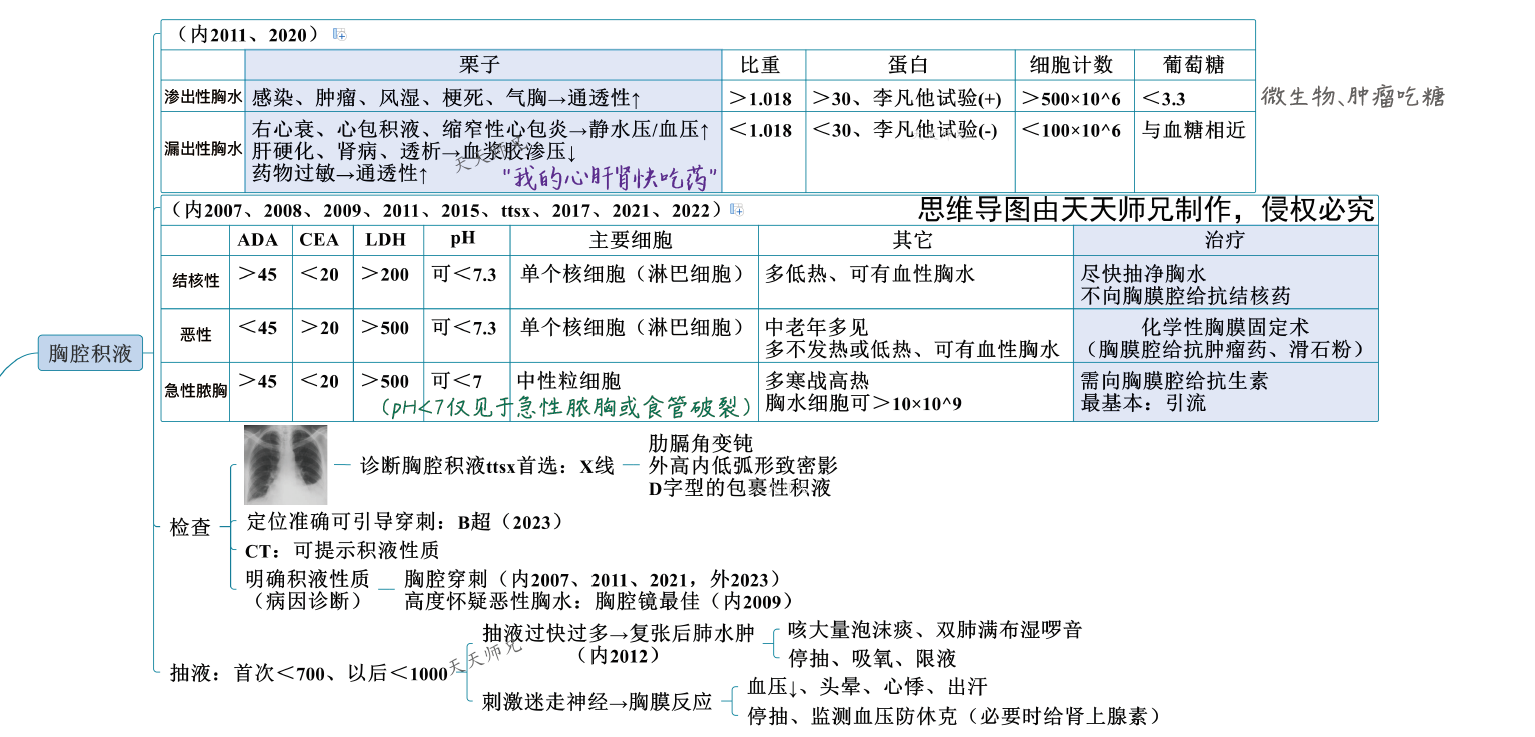 （内2011、2020）
栗子 比重 蛋白 细胞计数 葡萄糖
渗出性胸水 感染、肿瘤、风湿、梗死、气胸→通透性↑ ＞1.018 ＞30、李凡他试验(+) ＞500×10^6 ＜3.3
微生物、肿瘤吃糖
漏出性胸水 右心衰、心包积液、缩窄性心包炎→静水压/血压↑ ＜1.018 ＜30、李凡他试验(-) ＜100×10^6 与血糖相近
肝硬化、肾病、透析→血浆胶渗压↓
药物过敏→通透性↑
"我的心肝肾快吃药"
天天师兄
（内2007、2008、2009、2011、2015、ttsx、2017、2021、2022）
思维导图由天天师兄制作，侵权必究
ADA CEA LDH pH 主要细胞 其它 治疗
结核性 ＞45 ＜20 ＞200 可＜7.3 单个核细胞（淋巴细胞） 多低热、可有血性胸水 尽快抽净胸水
不向胸膜腔给抗结核药
恶性 ＜45 ＞20 ＞500 可＜7.3 单个核细胞（淋巴细胞） 中老年多见 化学性胸膜固定术
多不发热或低热、可有血性胸水 （胸膜腔给抗肿瘤药、滑石粉）
急性脓胸 ＞45 ＜20 ＞500 可＜7 中性粒细胞 多寒战高热 需向胸膜腔给抗生素
（pH<7仅见于急性脓胸或食管破裂） 胸水细胞可＞10×10^9 最基本：引流
胸腔积液
检查
诊断胸腔积液ttsx首选：X线
肋膈角变钝
外高内低弧形致密影
D字型的包裹性积液
定位准确可引导穿刺：B超（2023）
CT：可提示积液性质
明确积液性质
（病因诊断）
胸腔穿刺（内2007、2011、2021，外2023）
高度怀疑恶性胸水：胸腔镜最佳（内2009）
抽液：首次＜700、以后＜1000
天天师兄
抽液过快过多→复张后肺水肿
（内2012）
咳大量泡沫痰、双肺满布湿啰音
停抽、吸氧、限液
刺激迷走神经→胸膜反应
血压↓、头晕、心悸、出汗
停抽、监测血压防休克（必要时给肾上腺素）